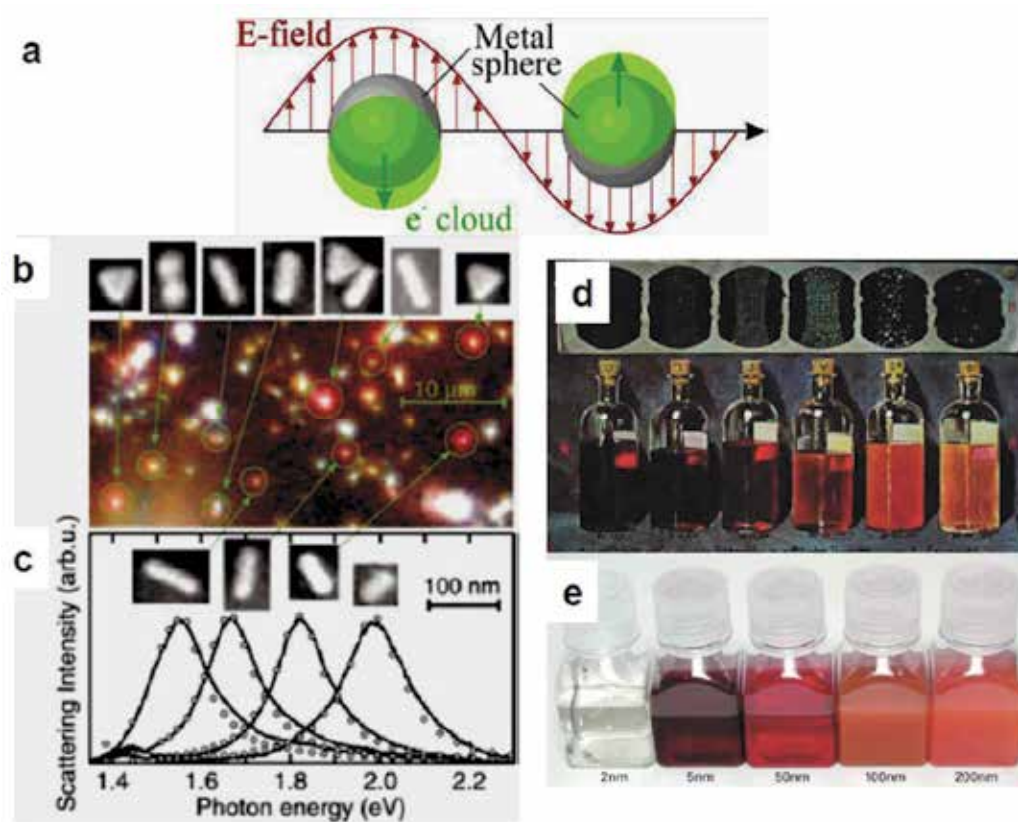 a
E-field
Metal
sphere
e⁻ cloud
b
10 μm
c
Scattering Intensity (arb.u.)
100 nm
1.4 1.6 1.8 2.0 2.2
Photon energy (eV)
d
e
2nm 5nm 50nm 100nm 200nm